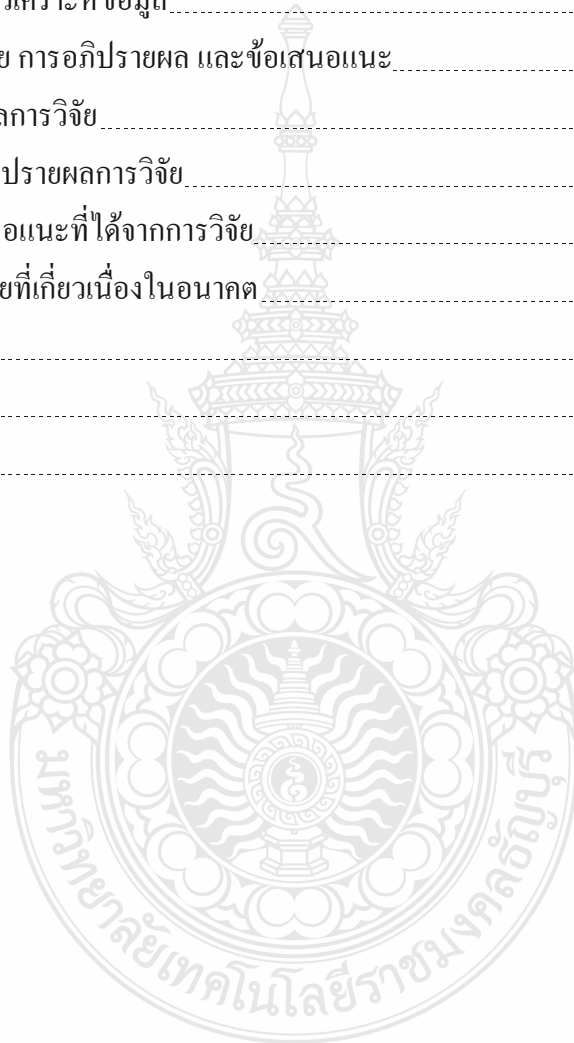 วิเคราะห์ข้อมูล
ย การอภิปรายผล และข้อเสนอแนะ
ลการวิจัย
ปรายผลการวิจัย
อแนะที่ได้จากการวิจัย
ยที่เกี่ยวเนื่องในอนาคต
มหาวิทยาลัยเทคโนโลยีราชมงคลธัญบุรี